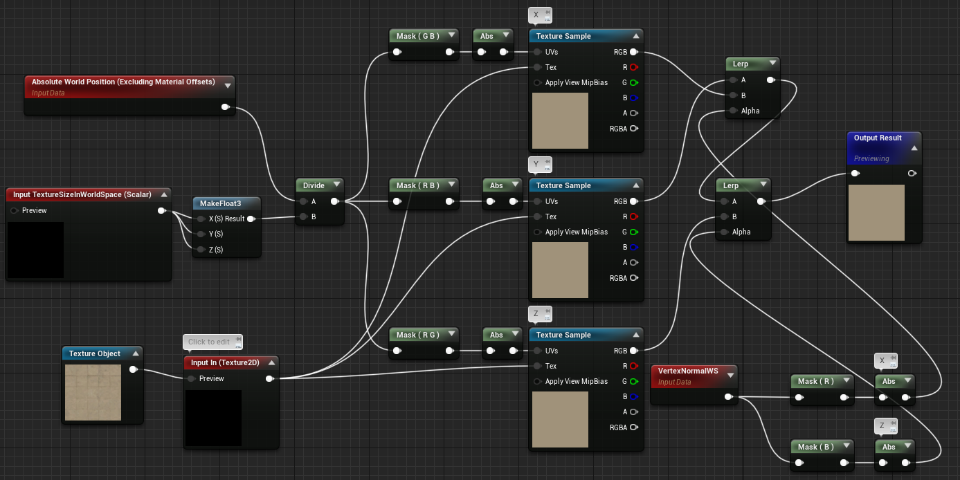 X
Mask ( G B )
Abs
Texture Sample
UVs
RGB
Tex
R
Apply View MipBias
G
B
A
RGBA
Lerp
A
B
Alpha
Absolute World Position (Excluding Material Offsets)
Input Data
Output Result
Previewing
Y
Divide
A
B
Mask ( R B )
Abs
Texture Sample
UVs
RGB
Tex
R
Apply View MipBias
G
B
A
RGBA
Lerp
A
B
Alpha
Input TextureSizeInWorldSpace (Scalar)
Preview
MakeFloat3
X (S) Result
Y (S)
Z (S)
Z
Mask ( R G )
Abs
Texture Sample
UVs
RGB
Tex
R
Apply View MipBias
G
B
A
RGBA
Click to edit
Texture Object
Input In (Texture2D)
Preview
VertexNormalWS
Input Data
X
Mask ( R )
Abs
Z
Mask ( B )
Abs